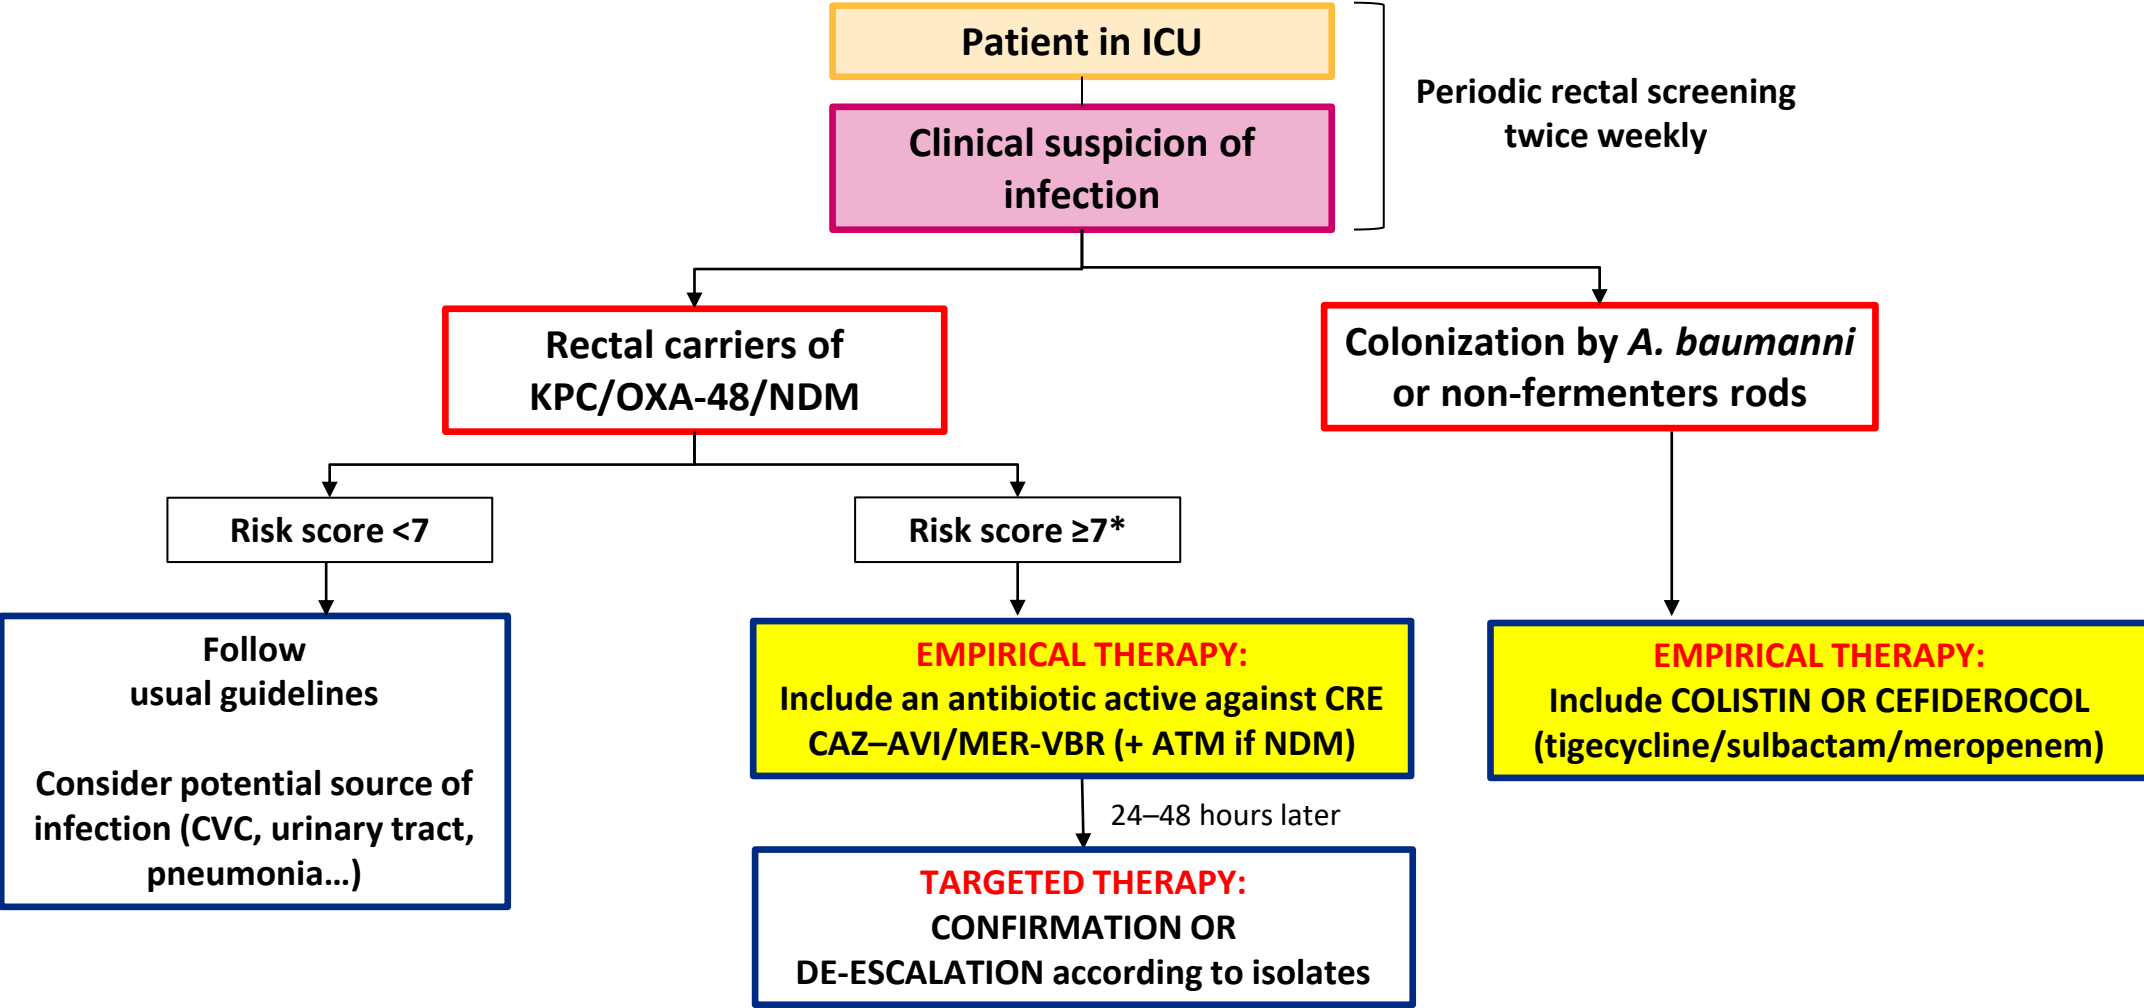 Patient in ICU
Periodic rectal screening
twice weekly
Clinical suspicion of
infection
Rectal carriers of
KPC/OXA-48/NDM
Colonization by A. baumanni
or non-fermenters rods
Risk score <7
Risk score ≥7*
Follow
usual guidelines
Consider potential source of
infection (CVC, urinary tract,
pneumonia…)
EMPIRICAL THERAPY:
Include an antibiotic active against CRE
CAZ–AVI/MER-VBR (+ ATM if NDM)
EMPIRICAL THERAPY:
Include COLISTIN OR CEFIDEROCOL
(tigecycline/sulbactam/meropenem)
24–48 hours later
TARGETED THERAPY:
CONFIRMATION OR
DE-ESCALATION according to isolates